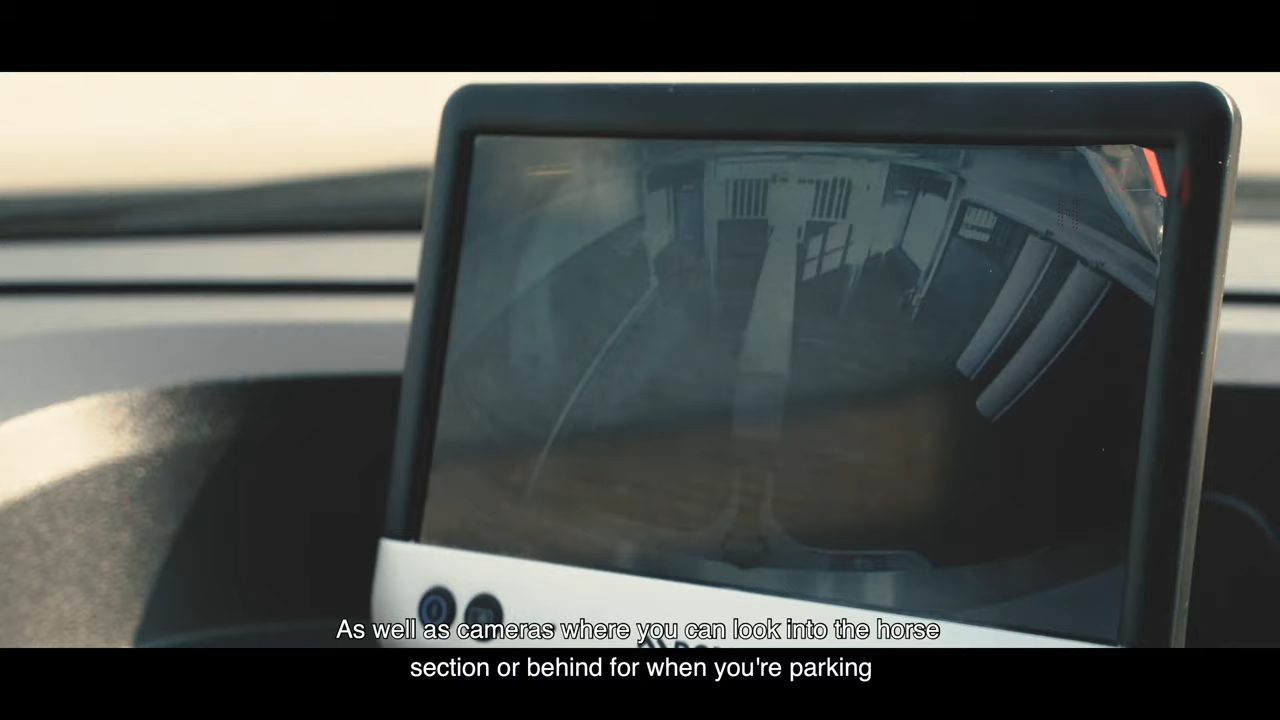 As well as cameras where you can look into the horse
section or behind for when you're parking